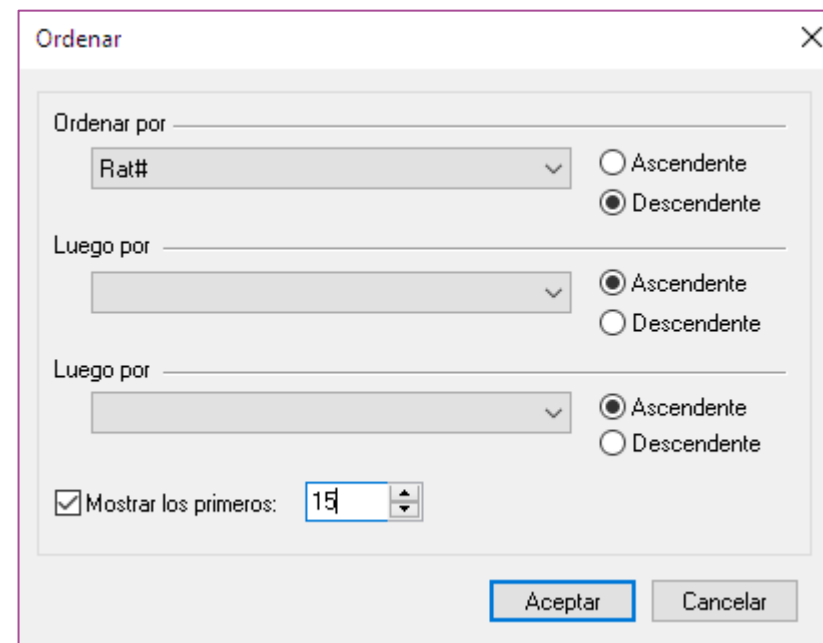 Ordenar
Ordenar por
Rat#
Ascendente
Descendente
Luego por
Ascendente
Descendente
Luego por
Ascendente
Descendente
Mostrar los primeros: 15
Aceptar Cancelar